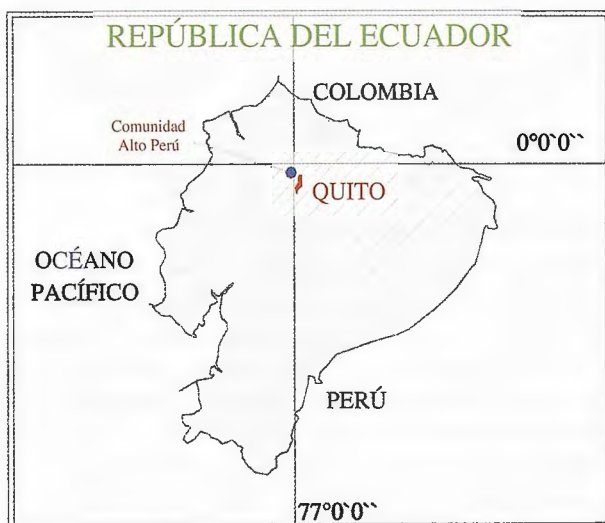 REPÚBLICA DEL ECUADOR
COLOMBIA
Comunidad
Alto Perú
0°0`0``
QUITO
OCÉANO
PACÍFICO
PERÚ
77°0`0``